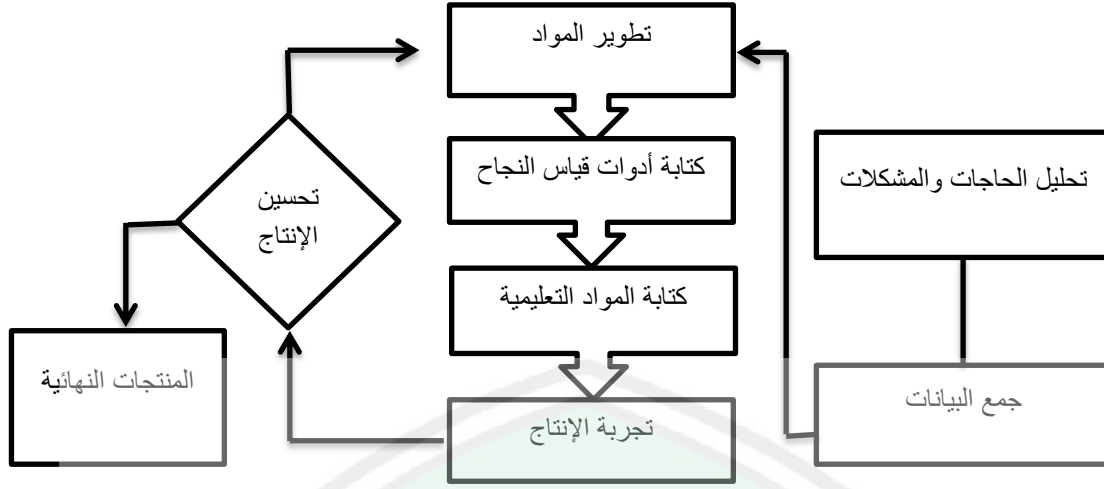 تطوير المواد
كتابة أدوات قياس النجاح
تحليل الحاجات والمشكلات
تحسين
الإنتاج
كتابة المواد التعليمية
المنتجات النهائية
جمع البيانات
تجربة الإنتاج